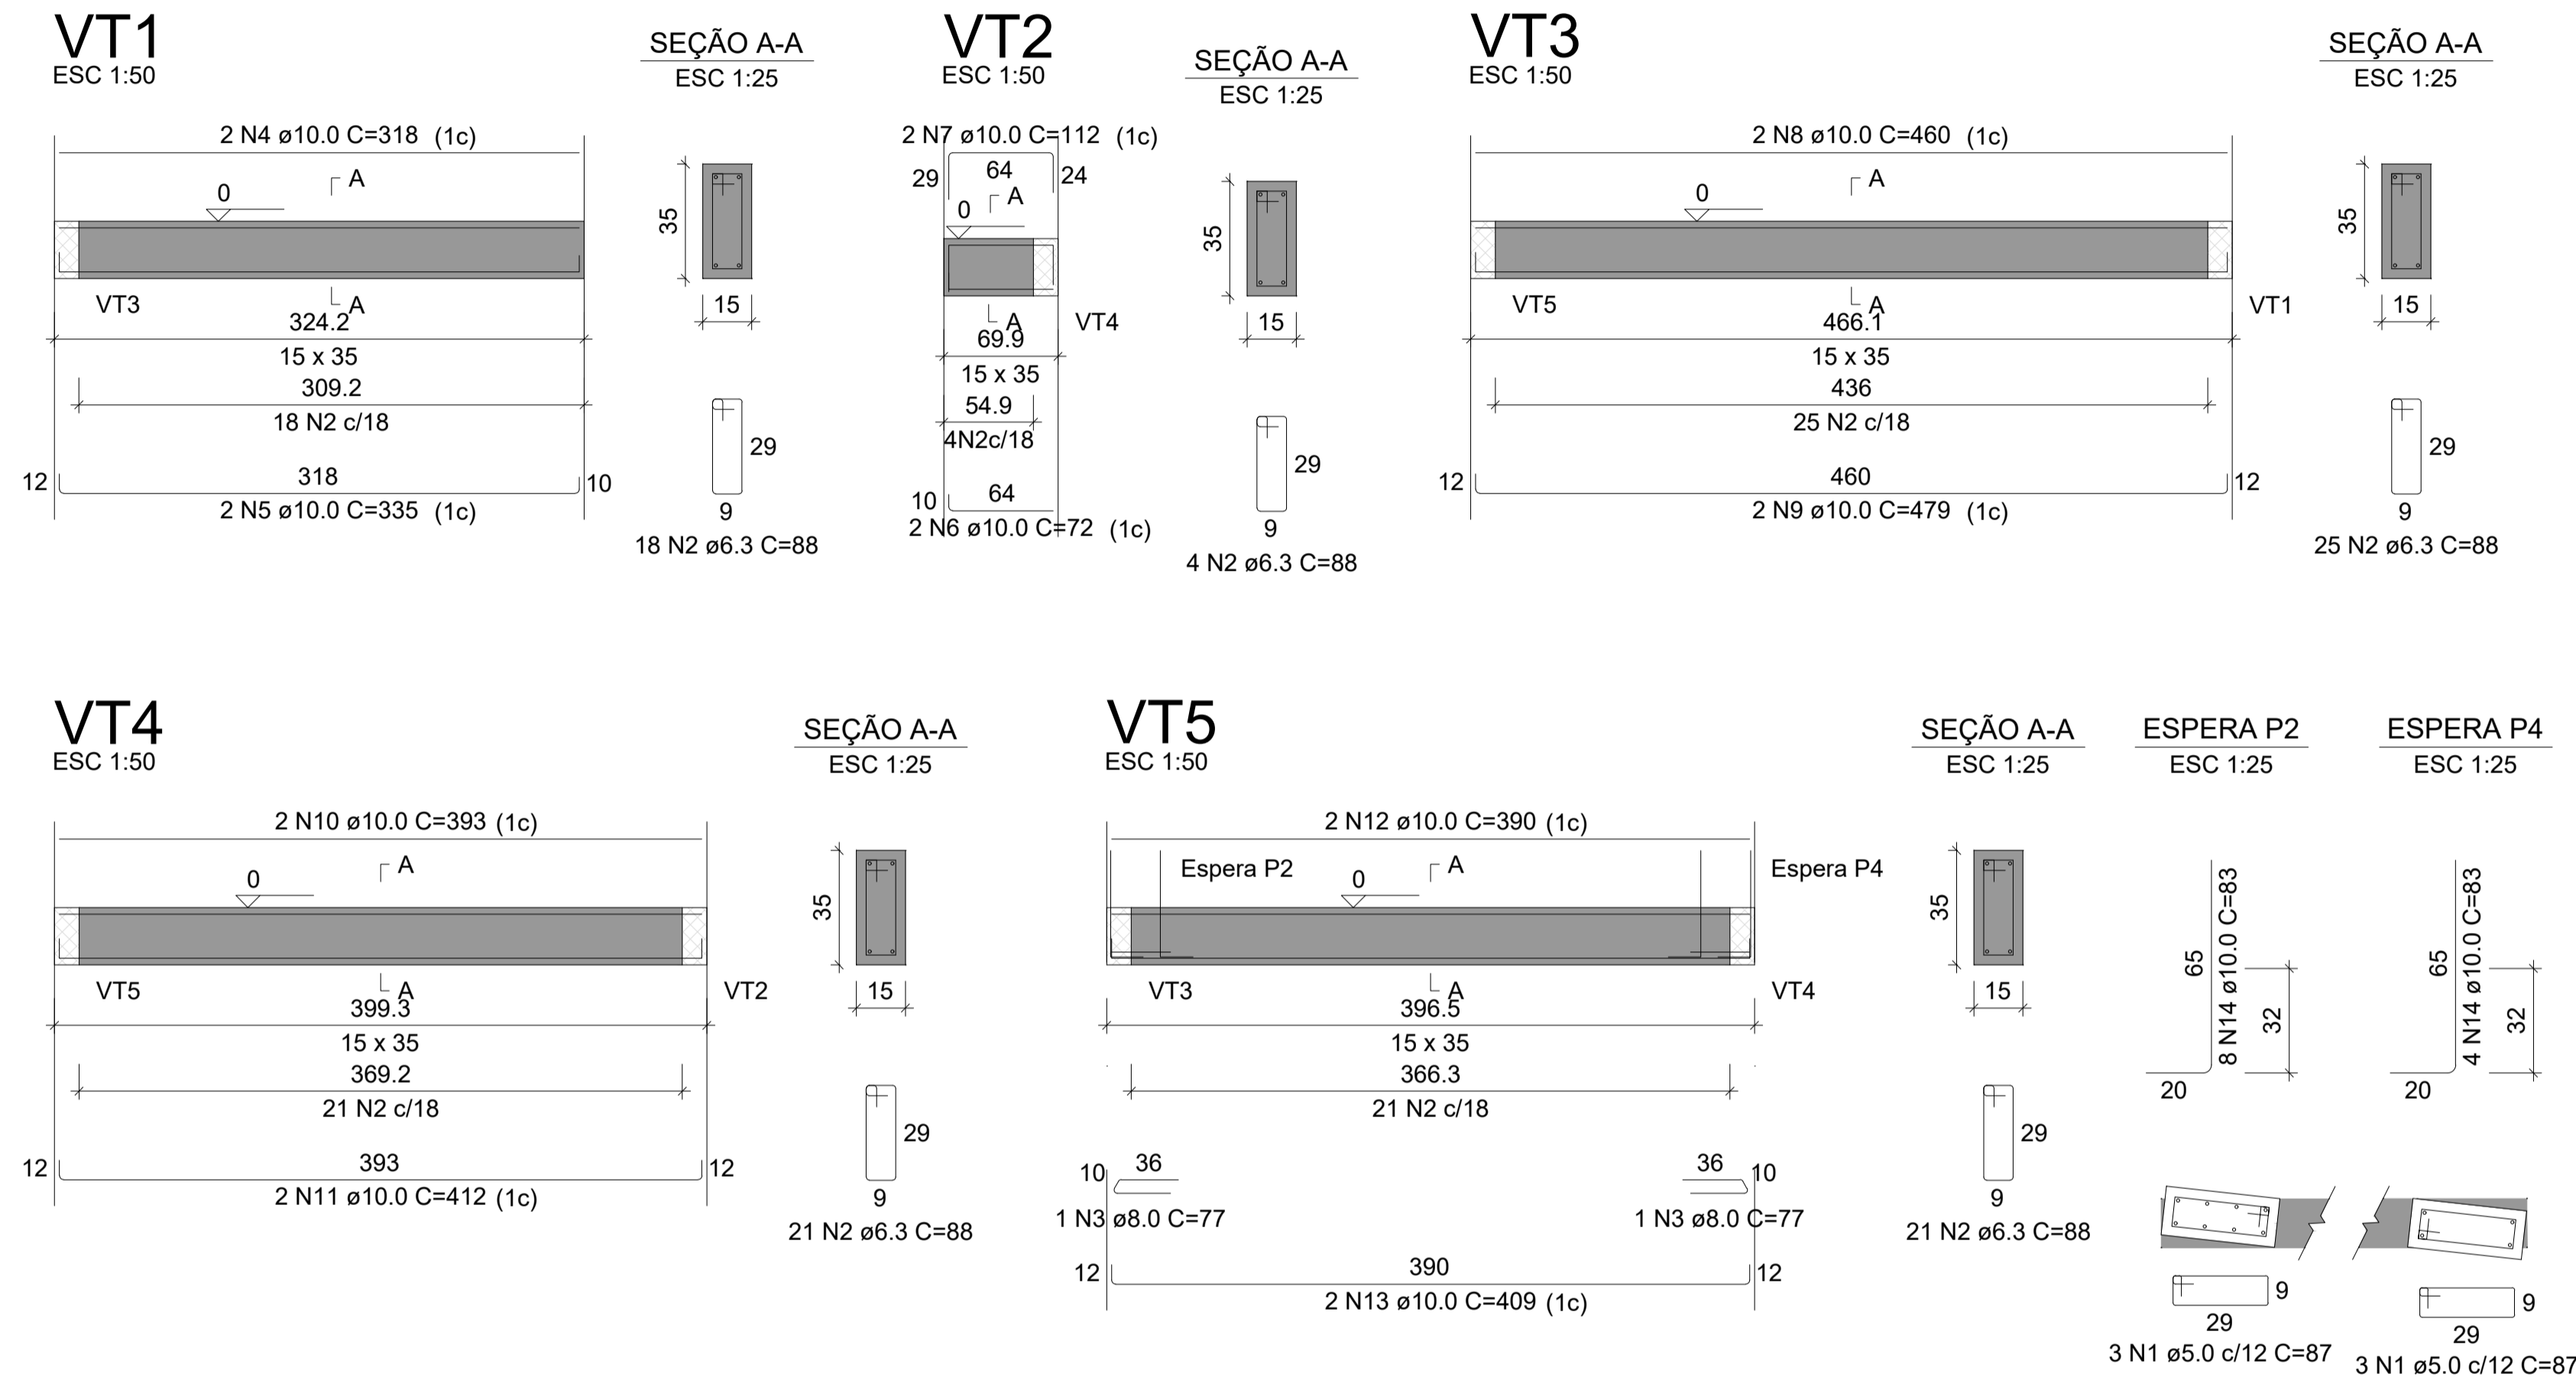 VT1
ESC 1:50
SEÇÃO A-A
ESC 1:25
2 N4 ø10.0 C=318 (1c)
A
0
35
VT3
A
15
324.2
15 x 35
309.2
18 N2 c/18
29
12
318
10
2 N5 ø10.0 C=335 (1c)
9
18 N2 ø6.3 C=88
VT2
ESC 1:50
SEÇÃO A-A
ESC 1:25
2 N7 ø10.0 C=112 (1c)
29
64
24
A
0
35
A
VT4
15
69.9
15 x 35
54.9
4N2c/18
29
10
64
2 N6 ø10.0 C=72 (1c)
9
4 N2 ø6.3 C=88
VT3
ESC 1:50
SEÇÃO A-A
ESC 1:25
2 N8 ø10.0 C=460 (1c)
A
0
35
VT5
A
VT1
15
466.1
15 x 35
436
25 N2 c/18
29
12
460
12
2 N9 ø10.0 C=479 (1c)
9
25 N2 ø6.3 C=88
VT4
ESC 1:50
SEÇÃO A-A
ESC 1:25
2 N10 ø10.0 C=393 (1c)
A
0
35
VT5
A
VT2
15
399.3
15 x 35
369.2
21 N2 c/18
29
12
393
12
2 N11 ø10.0 C=412 (1c)
9
21 N2 ø6.3 C=88
VT5
ESC 1:50
SEÇÃO A-A
ESC 1:25
2 N12 ø10.0 C=390 (1c)
Espera P2
A
Espera P4
0
35
VT3
A
VT4
15
396.5
15 x 35
366.3
21 N2 c/18
29
10
36
36
10
1 N3 ø8.0 C=77
1 N3 ø8.0 C=77
9
21 N2 ø6.3 C=88
12
390
12
2 N13 ø10.0 C=409 (1c)
ESPERA P2
ESC 1:25
65
8 N14 ø10.0 C=83
32
20
9
29
3 N1 ø5.0 c/12 C=87
ESPERA P4
ESC 1:25
65
4 N14 ø10.0 C=83
32
20
9
29
3 N1 ø5.0 c/12 C=87